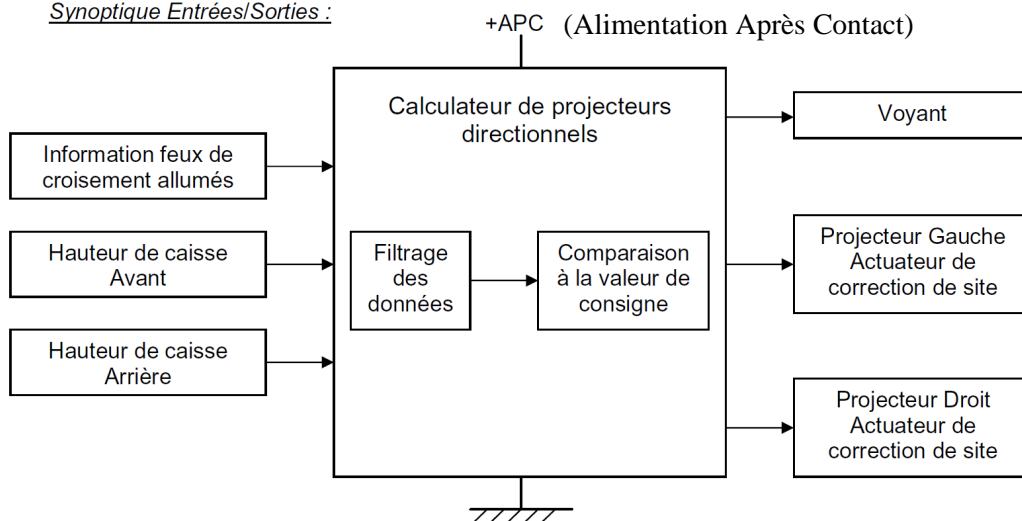 Synoptique Entrées/Sorties :
+APC (Alimentation Après Contact)
Calculateur de projecteurs
directionnels
Information feux de
croisement allumés
Hauteur de caisse
Avant
Hauteur de caisse
Arrière
Filtrage
des
données
Comparaison
à la valeur de
consigne
Voyant
Projecteur Gauche
Actuateur de
correction de site
Projecteur Droit
Actuateur de
correction de site